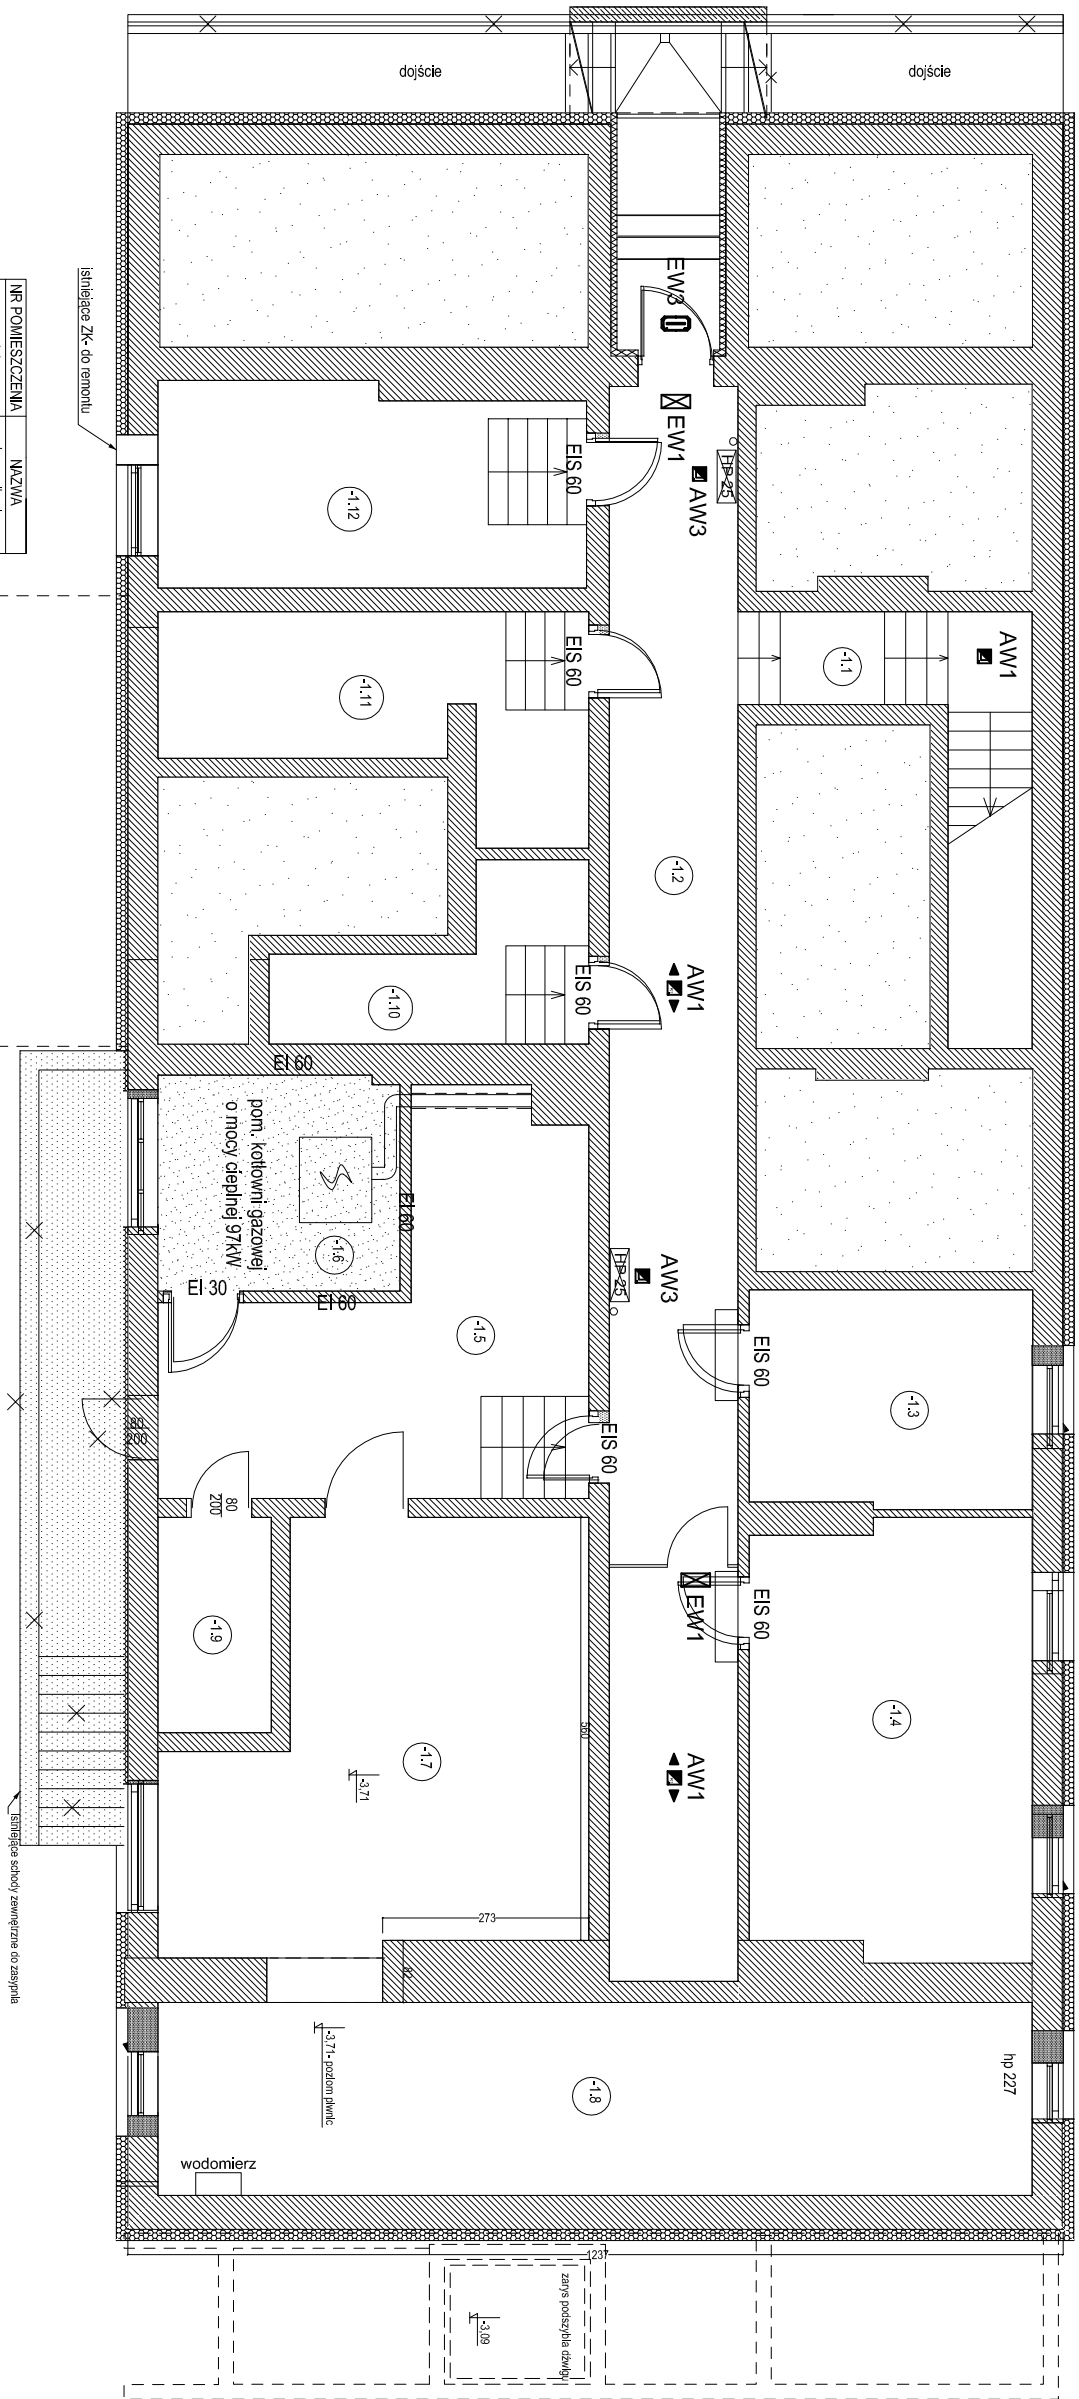 dojście
dojście
istniejące ZK- do remontu
NR POMIESZCZENIA
NAZWA
EW3
EW1
AW3
HP-25
AW1
-1.1
EIS 60
-1.12
EIS 60
-1.11
-1.2
AW1
EIS 60
-1.10
EI 60
pom. kotłowni gazowej
o mocy cieplnej 97kW
EI 60
-1.6
EI 30
EI 60
-1.5
HP-25
AW3
EIS 60
-1.3
EIS 60
80
200
80
200
EIS 60
EW1
-1.4
-1.9
560
-1.7
-3,71
AW1
273
82
istniejące schody zewnętrzne do zasypnia
-3,71- poziom piwnic
-1.8
hp 227
wodomierz
1237
zarys podszybia dźwigu
-3,09